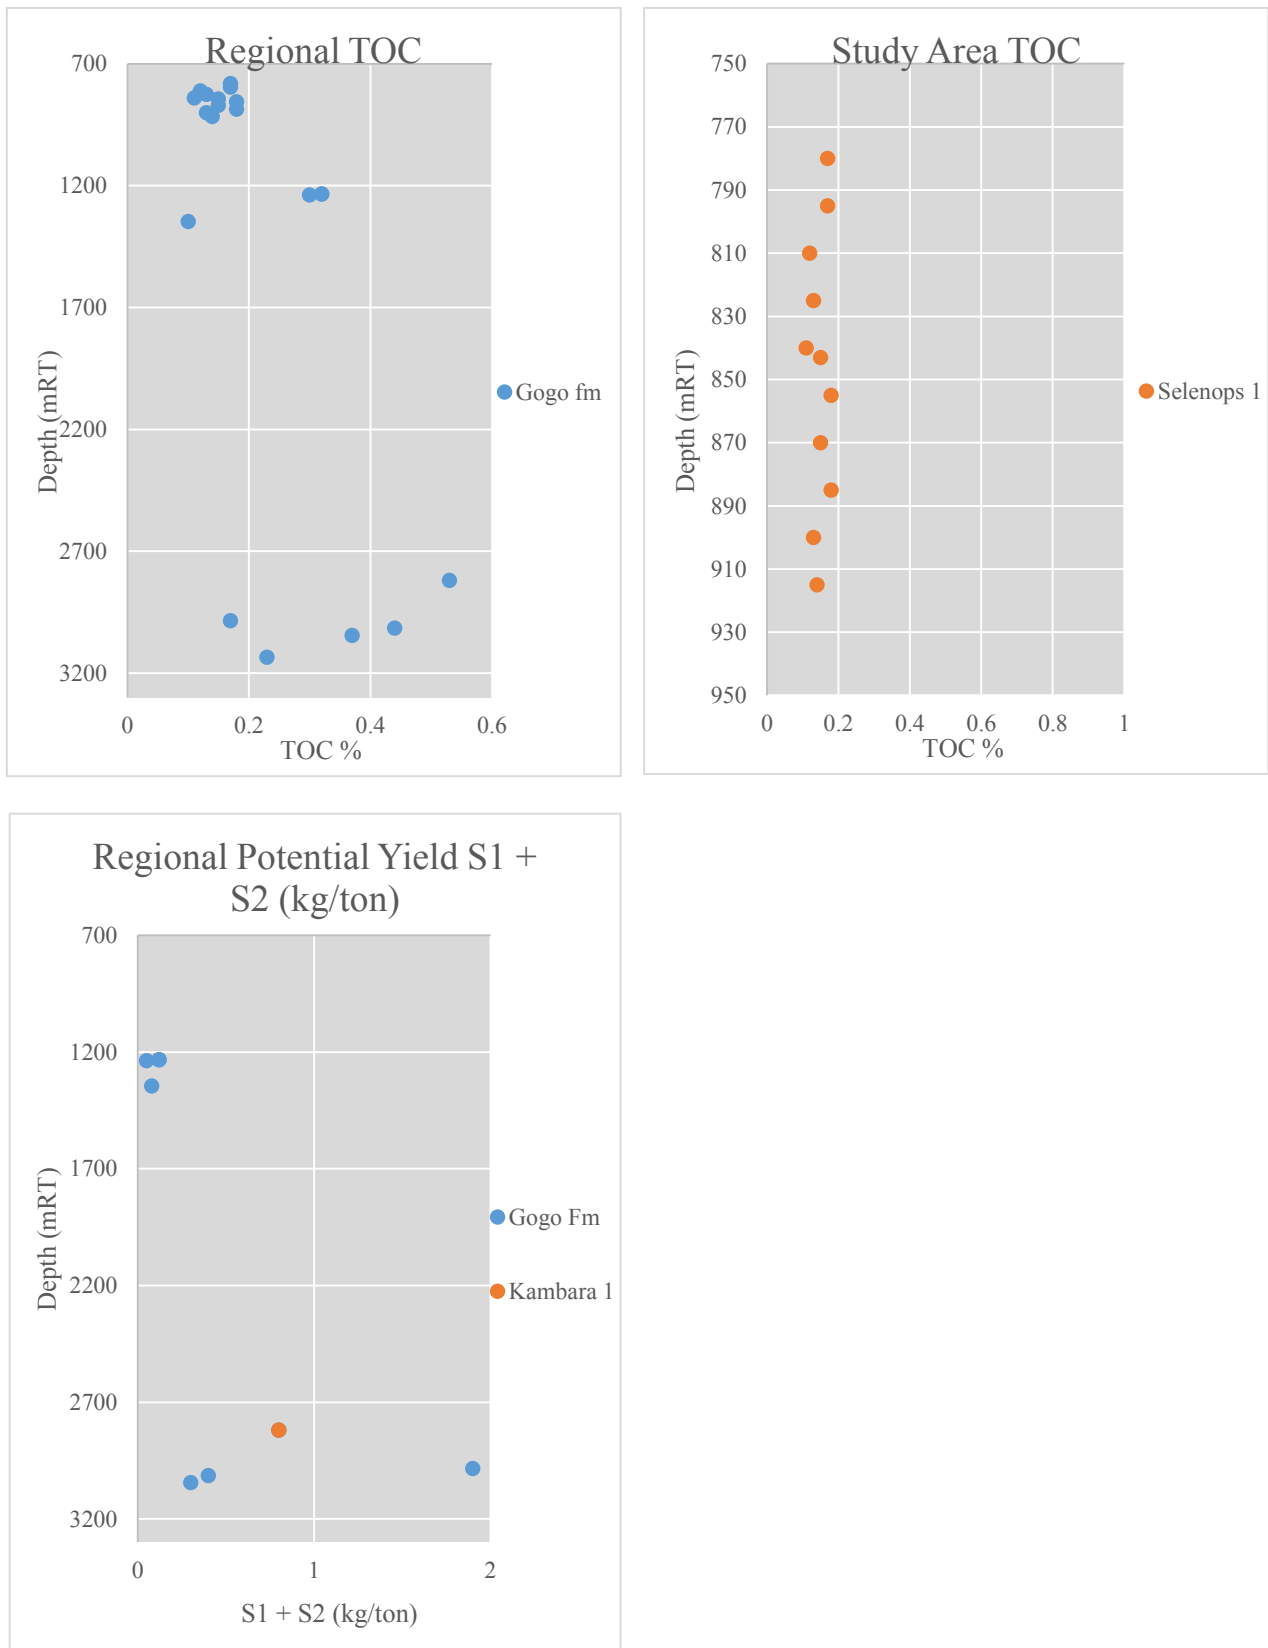 Regional TOC
700
1200
1700
2200
2700
3200
Depth (mRT)
0 0.2 0.4 0.6
TOC %
Gogo fm
Study Area TOC
750
770
790
810
830
850
870
890
910
930
950
Depth (mRT)
0 0.2 0.4 0.6 0.8 1
TOC %
Selenops 1
Regional Potential Yield S1 +
S2 (kg/ton)
700
1200
1700
2200
2700
3200
Depth (mRT)
0 1 2
S1 + S2 (kg/ton)
Gogo Fm
Kambara 1